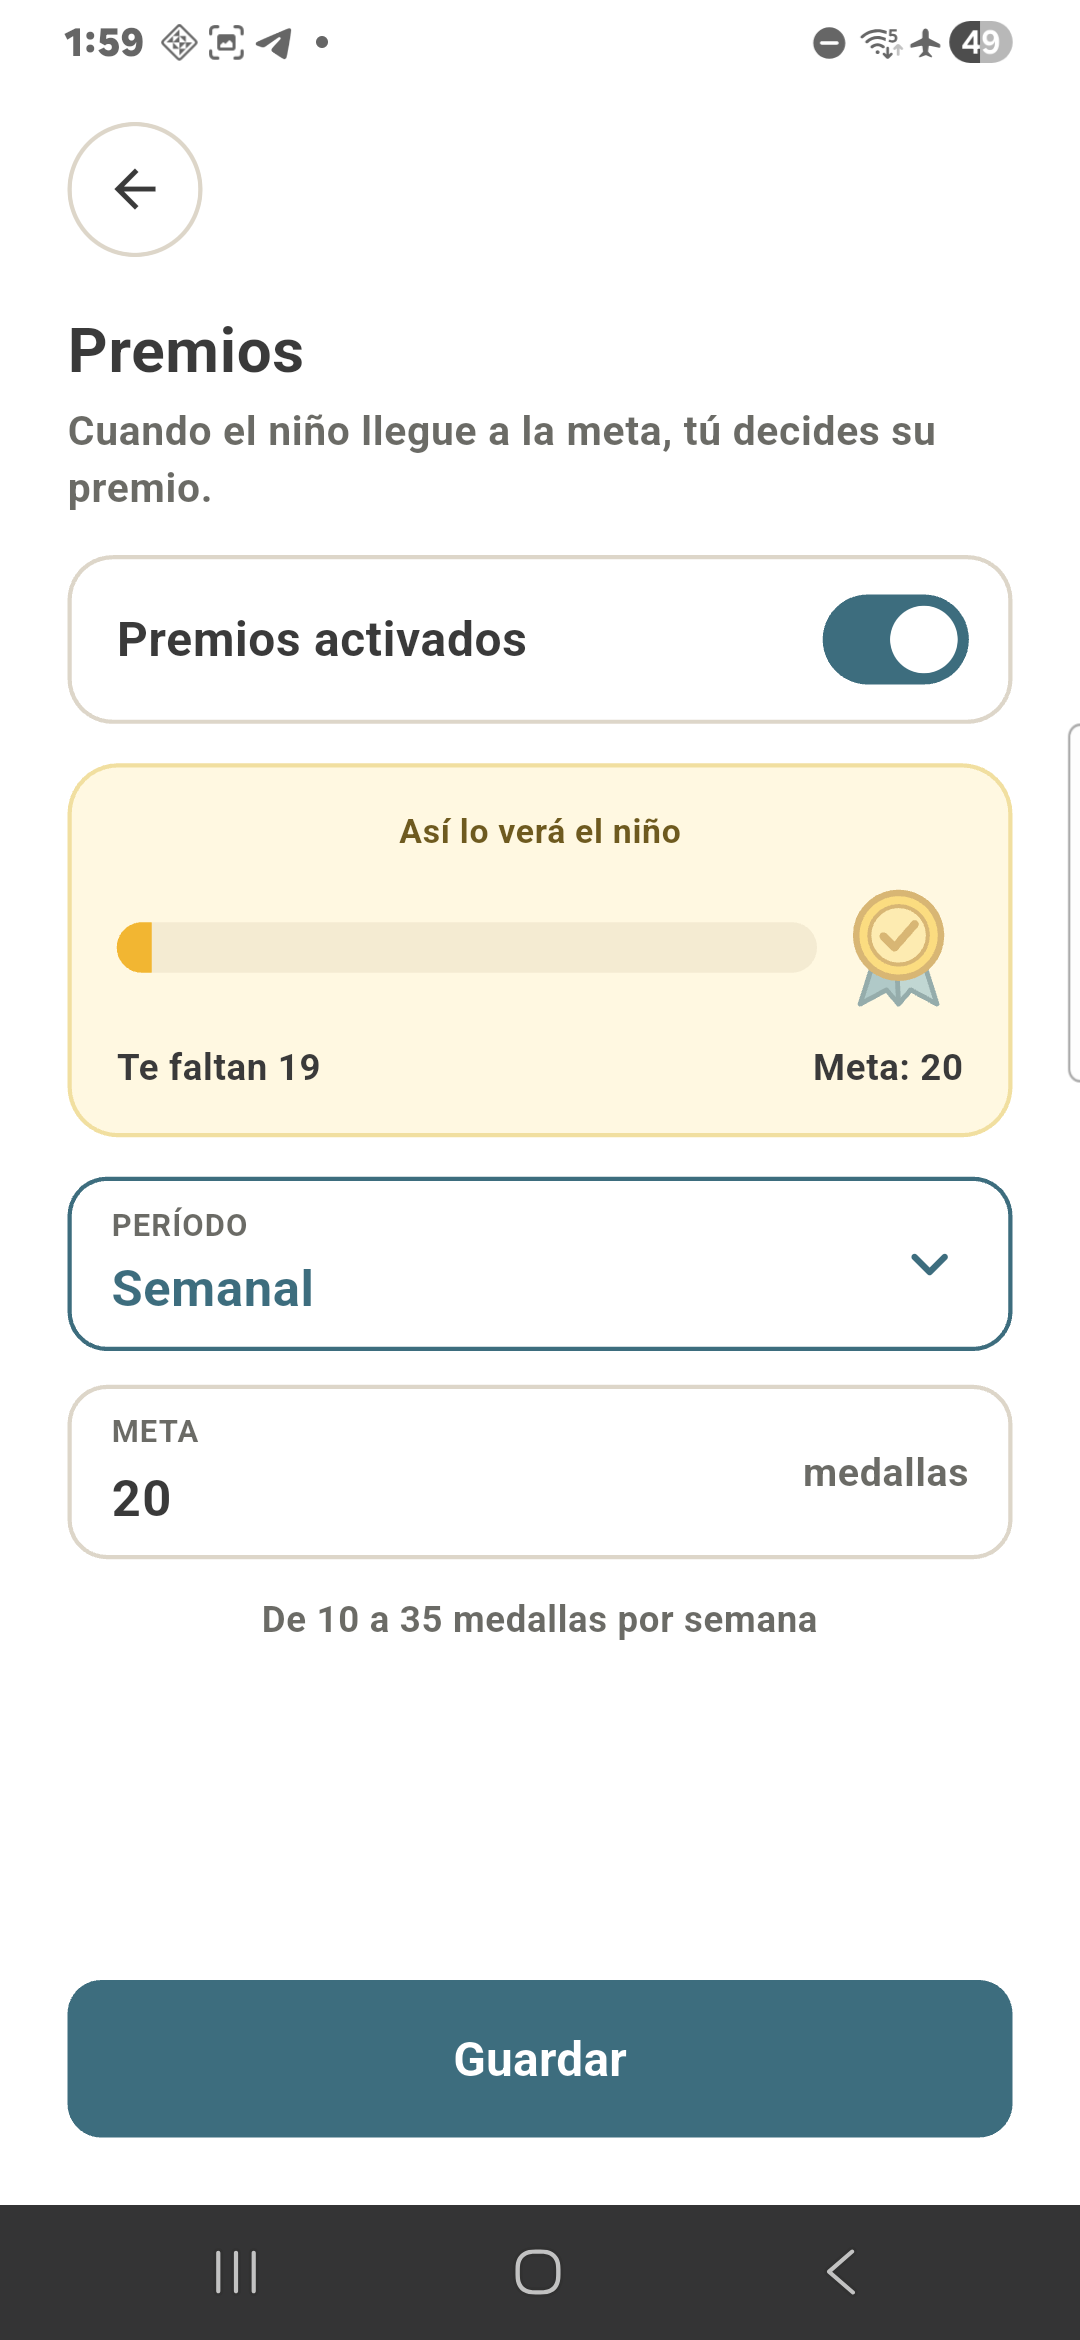 1:59
5
49
Premios
Cuando el niño llegue a la meta, tú decides su
premio.
Premios activados
Así lo verá el niño
Te faltan 19
Meta: 20
PERÍODO
Semanal
META
20
medallas
De 10 a 35 medallas por semana
Guardar